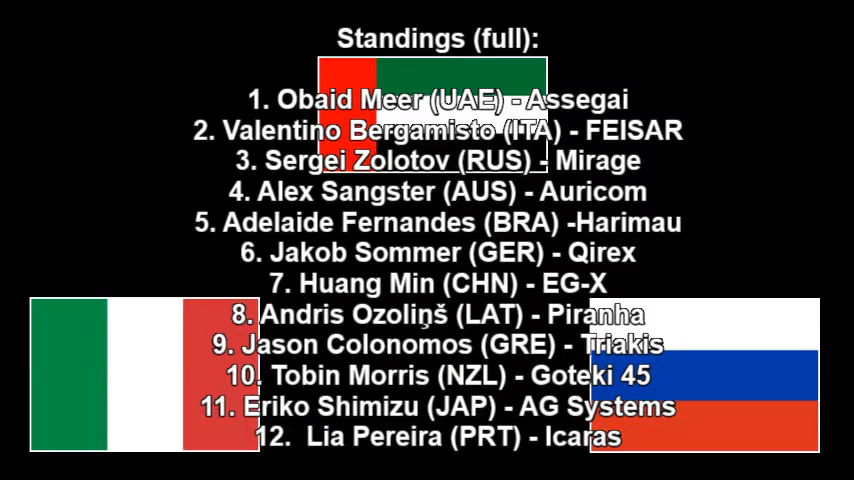 Standings (full):
1. Obaid Meer (UAE) - Assegai
2. Valentino Bergamisto (ITA) - FEISAR
3. Sergei Zolotov (RUS) - Mirage
4. Alex Sangster (AUS) - Auricom
5. Adelaide Fernandes (BRA) -Harimau
6. Jakob Sommer (GER) - Qirex
7. Huang Min (CHN) - EG-X
8. Andris Ozoliņš (LAT) - Piranha
9. Jason Colonomos (GRE) - Triakis
10. Tobin Morris (NZL) - Goteki 45
11. Eriko Shimizu (JAP) - AG Systems
12.  Lia Pereira (PRT) - Icaras